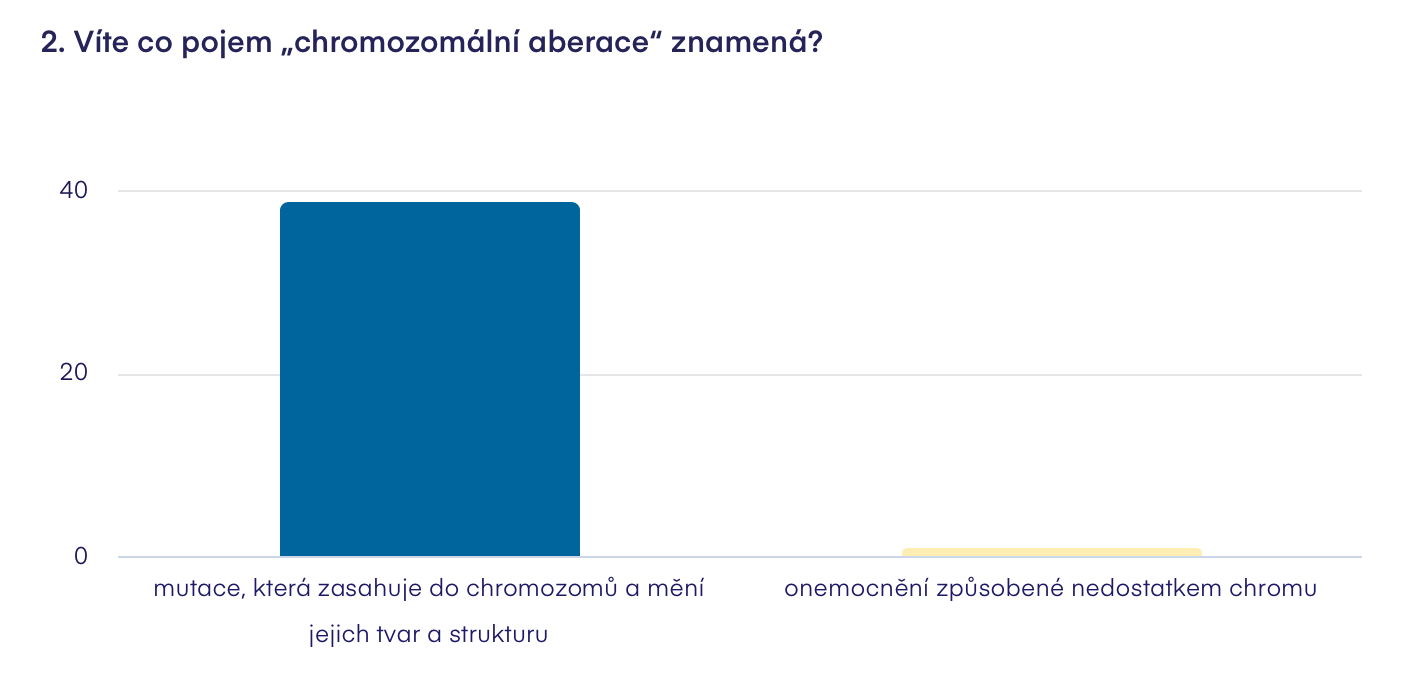 2. Víte co pojem „chromozomální aberace“ znamená?
40
20
0
mutace, která zasahuje do chromozomů a mění
jejich tvar a strukturu
onemocnění způsobené nedostatkem chromu